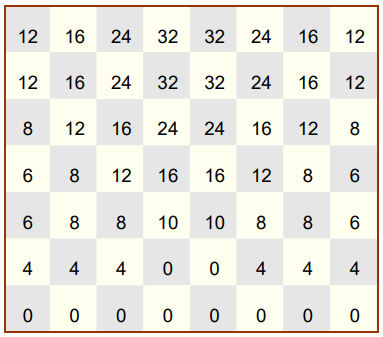 12 16 24 32 32 24 16 12
12 16 24 32 32 24 16 12
8 12 16 24 24 16 12 8
6 8 12 16 16 12 8 6
6 8 8 10 10 8 8 6
4 4 4 0 0 4 4 4
0 0 0 0 0 0 0 0